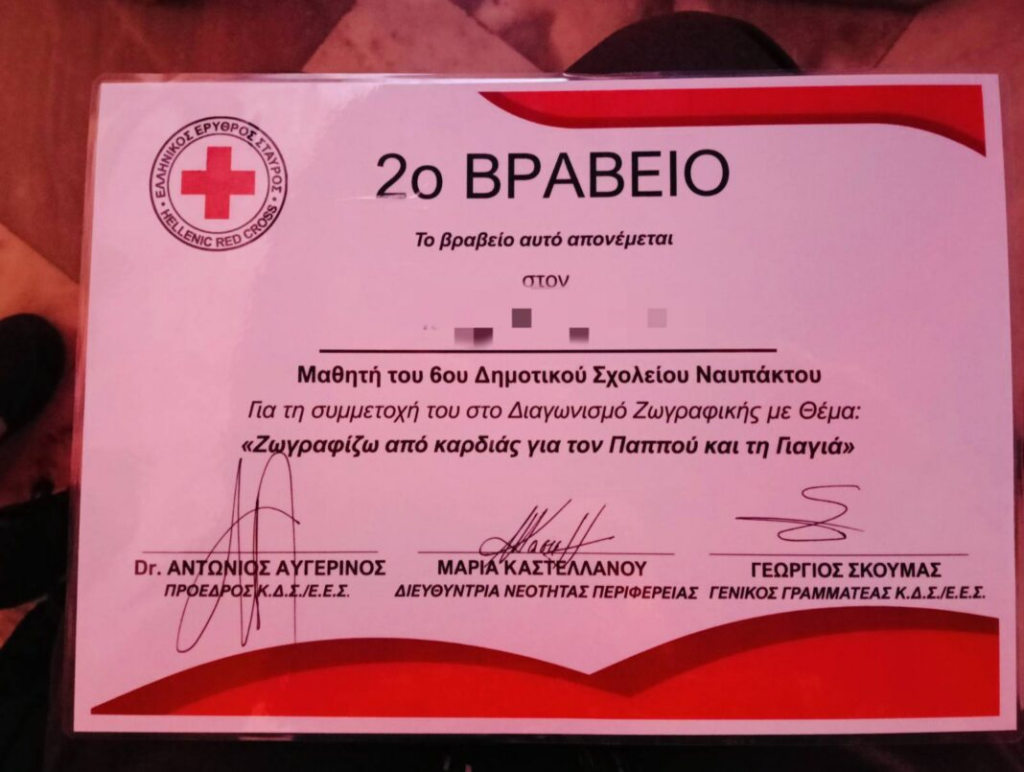 ΕΛΛΗΝΙΚΟΣ ΕΡΥΘΡΟΣ ΣΤΑΥΡΟΣ
HELLENIC RED CROSS
2ο ΒΡΑΒΕΙΟ
Το βραβείο αυτό απονέμεται
στον
Μαθητή του 6ου Δημοτικού Σχολείου Ναυπάκτου
Για τη συμμετοχή του στο Διαγωνισμό Ζωγραφικής με Θέμα:
«Ζωγραφίζω από καρδιάς για τον Παππού και τη Γιαγιά»
Dr. ΑΝΤΩΝΙΟΣ ΑΥΓΕΡΙΝΟΣ ΜΑΡΙΑ ΚΑΣΤΕΛΛΑΝΟΥ ΓΕΩΡΓΙΟΣ ΣΚΟΥΜΑΣ
ΠΡΟΕΔΡΟΣ Κ.Δ.Σ./Ε.Ε.Σ. ΔΙΕΥΘΥΝΤΡΙΑ ΝΕΟΤΗΤΑΣ ΠΕΡΙΦΕΡΕΙΑΣ ΓΕΝΙΚΟΣ ΓΡΑΜΜΑΤΕΑΣ Κ.Δ.Σ./Ε.Ε.Σ.